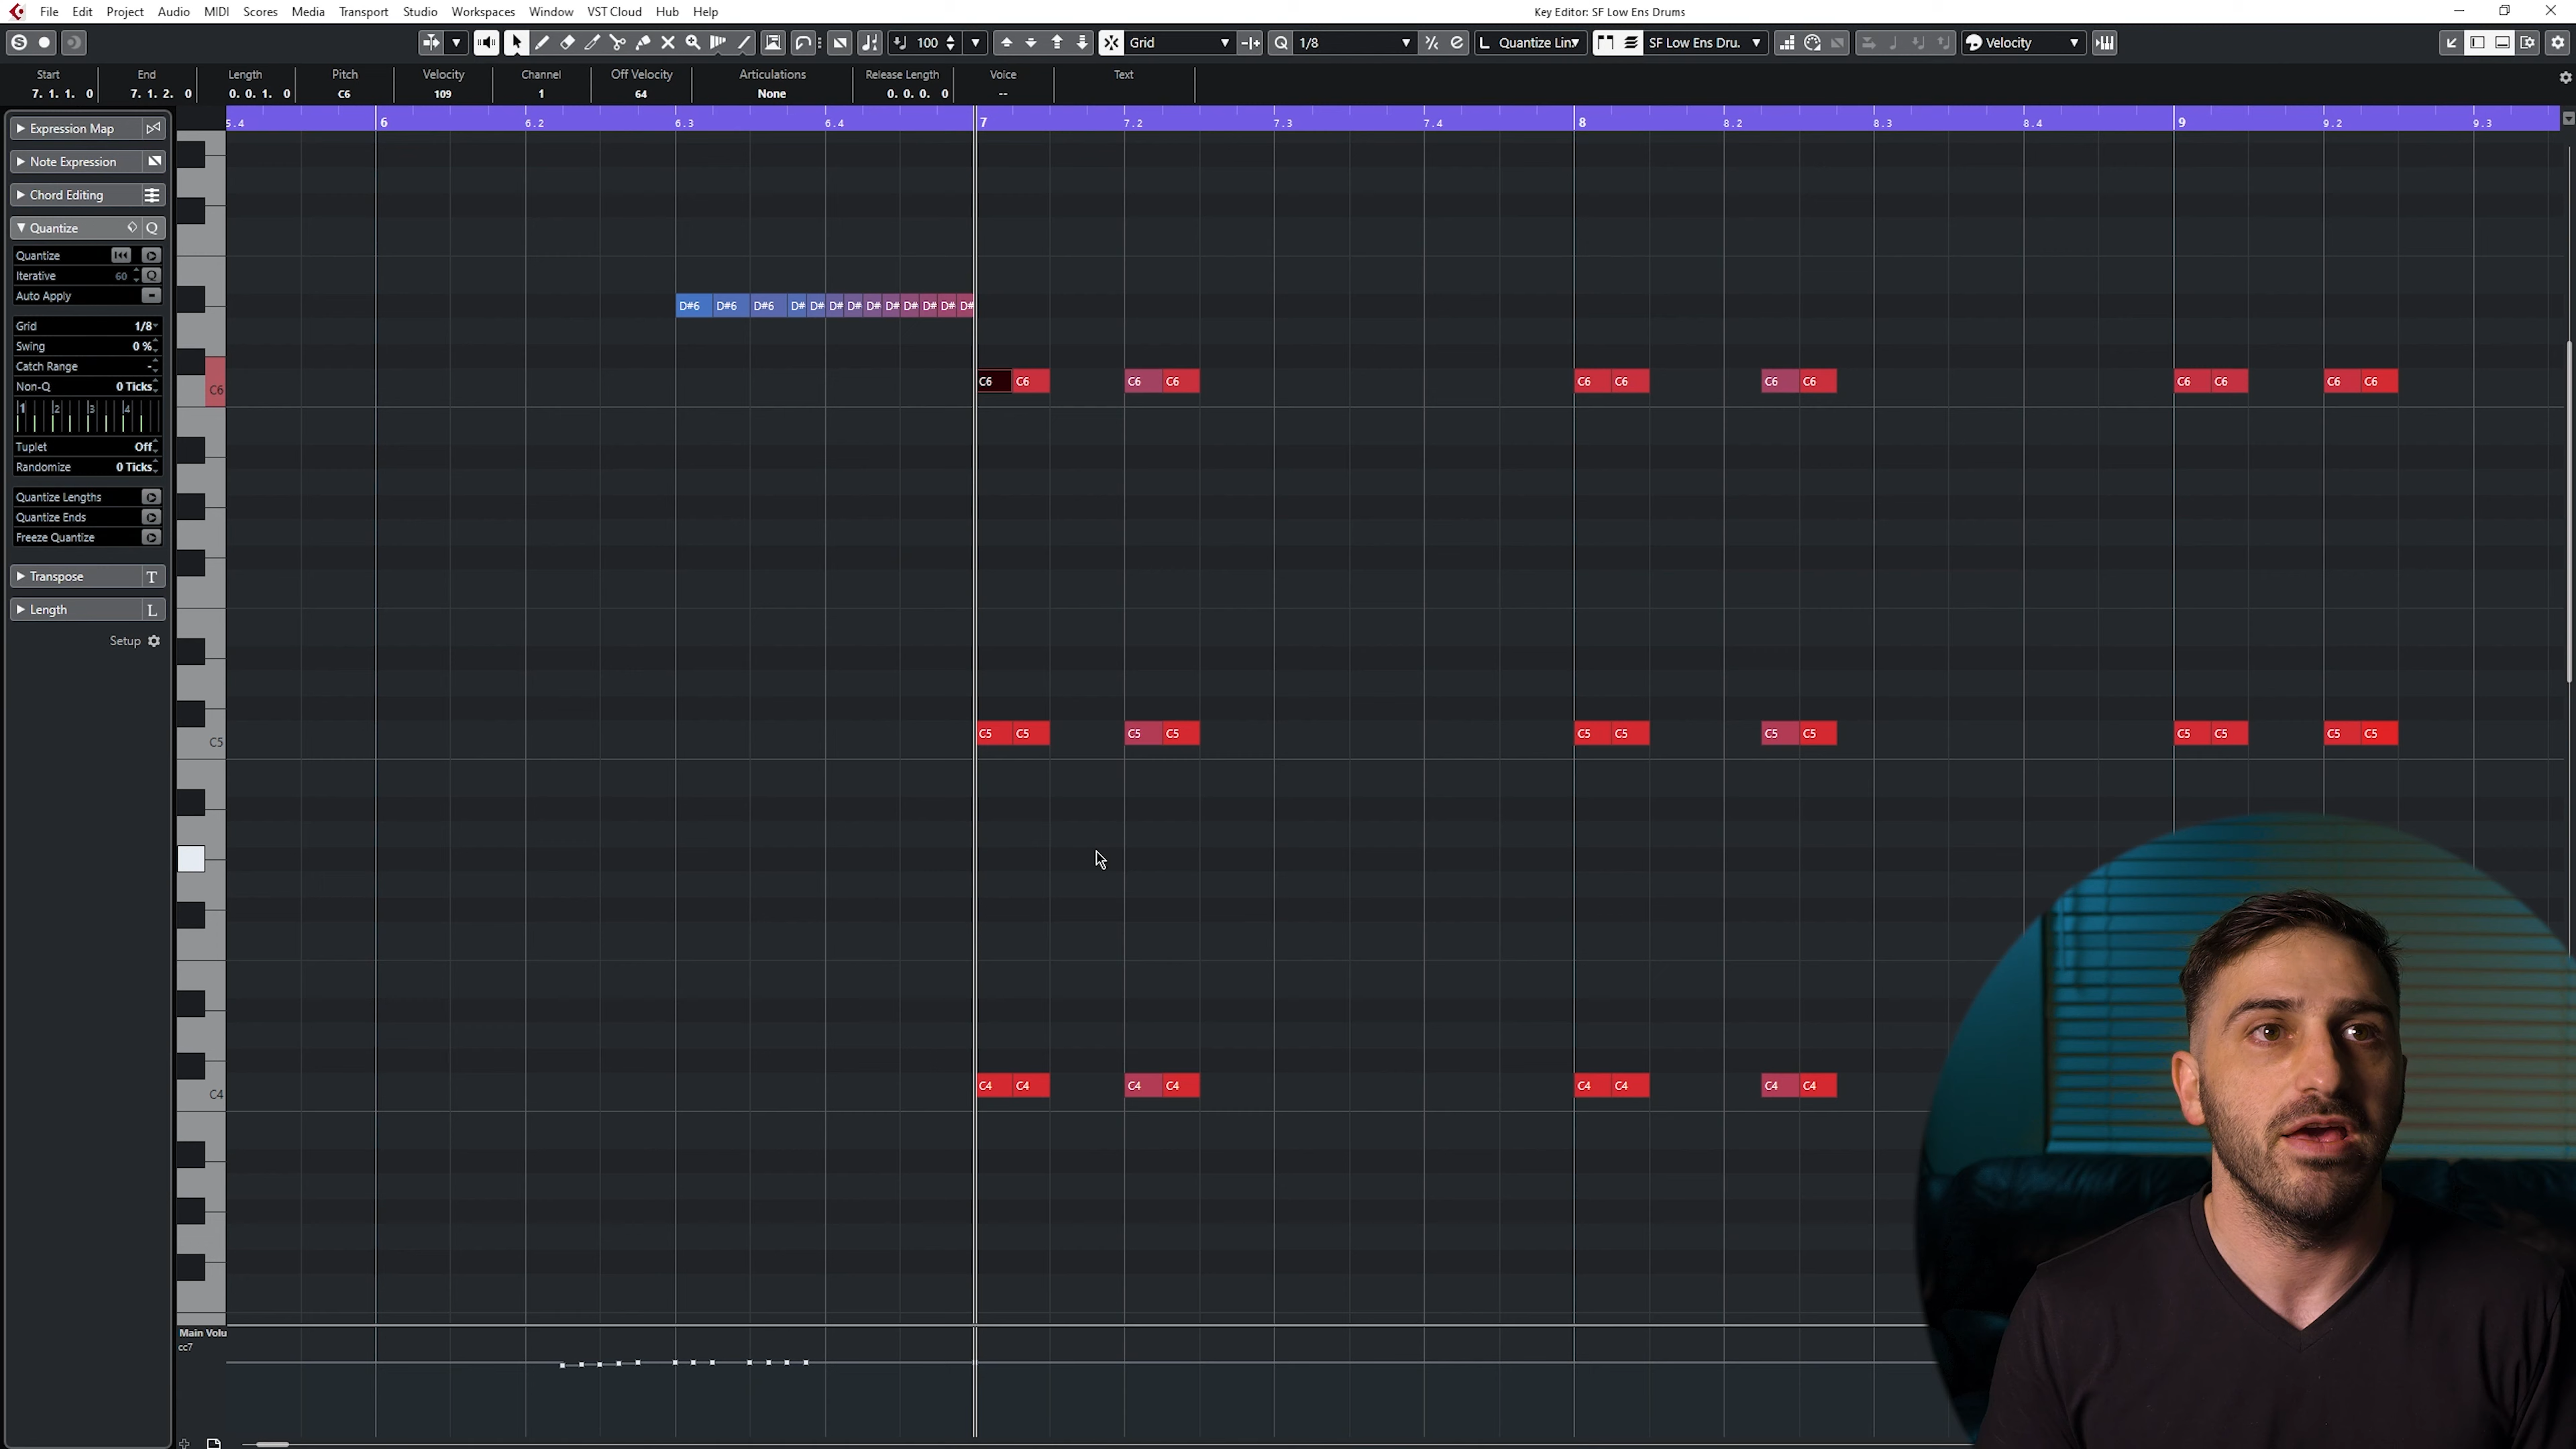 File Edit Project Audio MIDI Scores Media Transport Studio Workspaces Window VST Cloud Hub Help
Key Editor: SF Low Ens Drums
100 Grid 1/8 L Quantize Lin SF Low Ens Dru. Velocity
Start End Length Pitch Velocity Channel Off Velocity Articulations Release Length Voice Text
7. 1. 1. 0 7. 1. 2. 0 0. 0. 1. 0 C6 109 1 64 None 0. 0. 0. 0 --
5.4 6 6.2 6.3 6.4 7 7.2 7.3 7.4 8 8.2 8.3 8.4 9 9.2 9.3
Expression Map
Note Expression
Chord Editing
Quantize Q
Quantize
Iterative 60 Q
Auto Apply
Grid 1/8
Swing 0 %
Catch Range -
Non-Q 0 Ticks
1 2 3 4
Tuplet Off
Randomize 0 Ticks
Quantize Lengths
Quantize Ends
Freeze Quantize
Transpose T
Length L
Setup
D#6 D#6 D#6 D# D# D# D# D# D# D# D# D# D#
C6 C6 C6 C6 C6 C6 C6 C6 C6 C6 C6 C6
C6
C5 C5 C5 C5 C5 C5 C5 C5 C5 C5 C5 C5
C5
C4 C4 C4 C4 C4 C4 C4 C4
C4
Main Volu
cc7